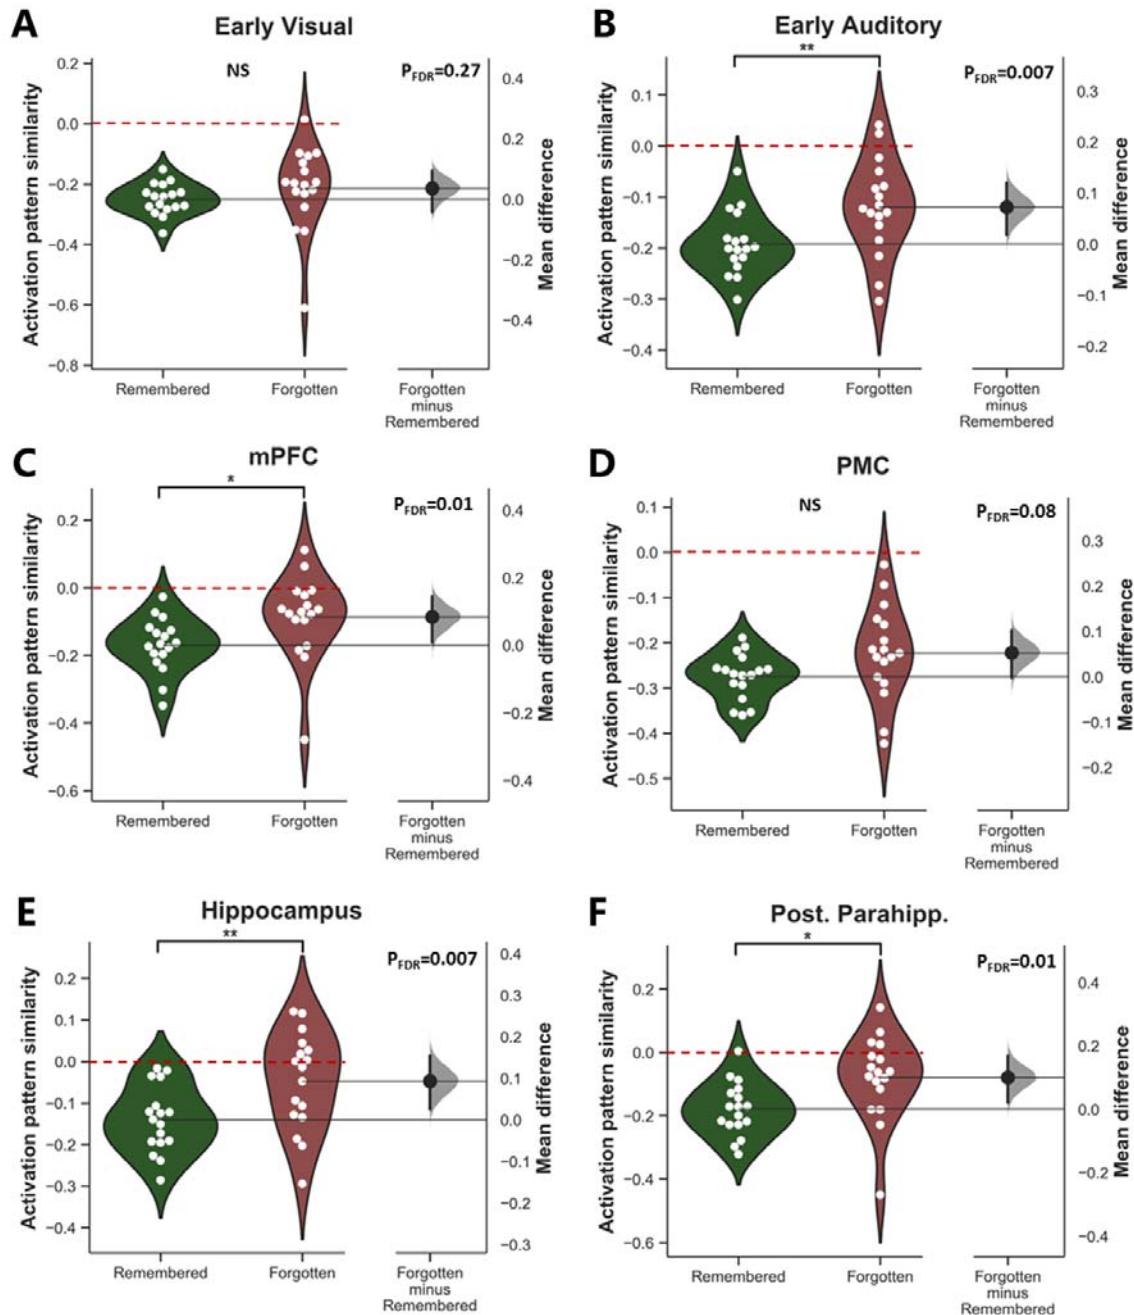 A
Early Visual
NS
P_FDR=0.27
Activation pattern similarity
0.2
0.0
−0.2
−0.4
−0.6
−0.8
0.4
0.2
0.0
−0.2
−0.4
Mean difference
Remembered
Forgotten
Forgotten
minus
Remembered
B
Early Auditory
**
P_FDR=0.007
Activation pattern similarity
0.1
0.0
−0.1
−0.2
−0.3
−0.4
0.3
0.2
0.1
0.0
−0.1
−0.2
Mean difference
Remembered
Forgotten
Forgotten
minus
Remembered
C
mPFC
*
P_FDR=0.01
Activation pattern similarity
0.2
0.0
−0.2
−0.4
−0.6
0.4
0.2
0.0
−0.2
−0.4
Mean difference
Remembered
Forgotten
Forgotten
minus
Remembered
D
PMC
NS
P_FDR=0.08
Activation pattern similarity
0.1
0.0
−0.1
−0.2
−0.3
−0.4
−0.5
0.3
0.2
0.1
0.0
−0.1
−0.2
Mean difference
Remembered
Forgotten
Forgotten
minus
Remembered
E
Hippocampus
**
P_FDR=0.007
Activation pattern similarity
0.2
0.1
0.0
−0.1
−0.2
−0.3
−0.4
0.4
0.3
0.2
0.1
0.0
−0.1
−0.2
−0.3
Mean difference
Remembered
Forgotten
Forgotten
minus
Remembered
F
Post. Parahipp.
*
P_FDR=0.01
Activation pattern similarity
0.2
0.0
−0.2
−0.4
−0.6
0.4
0.2
0.0
−0.2
−0.4
Mean difference
Remembered
Forgotten
Forgotten
minus
Remembered